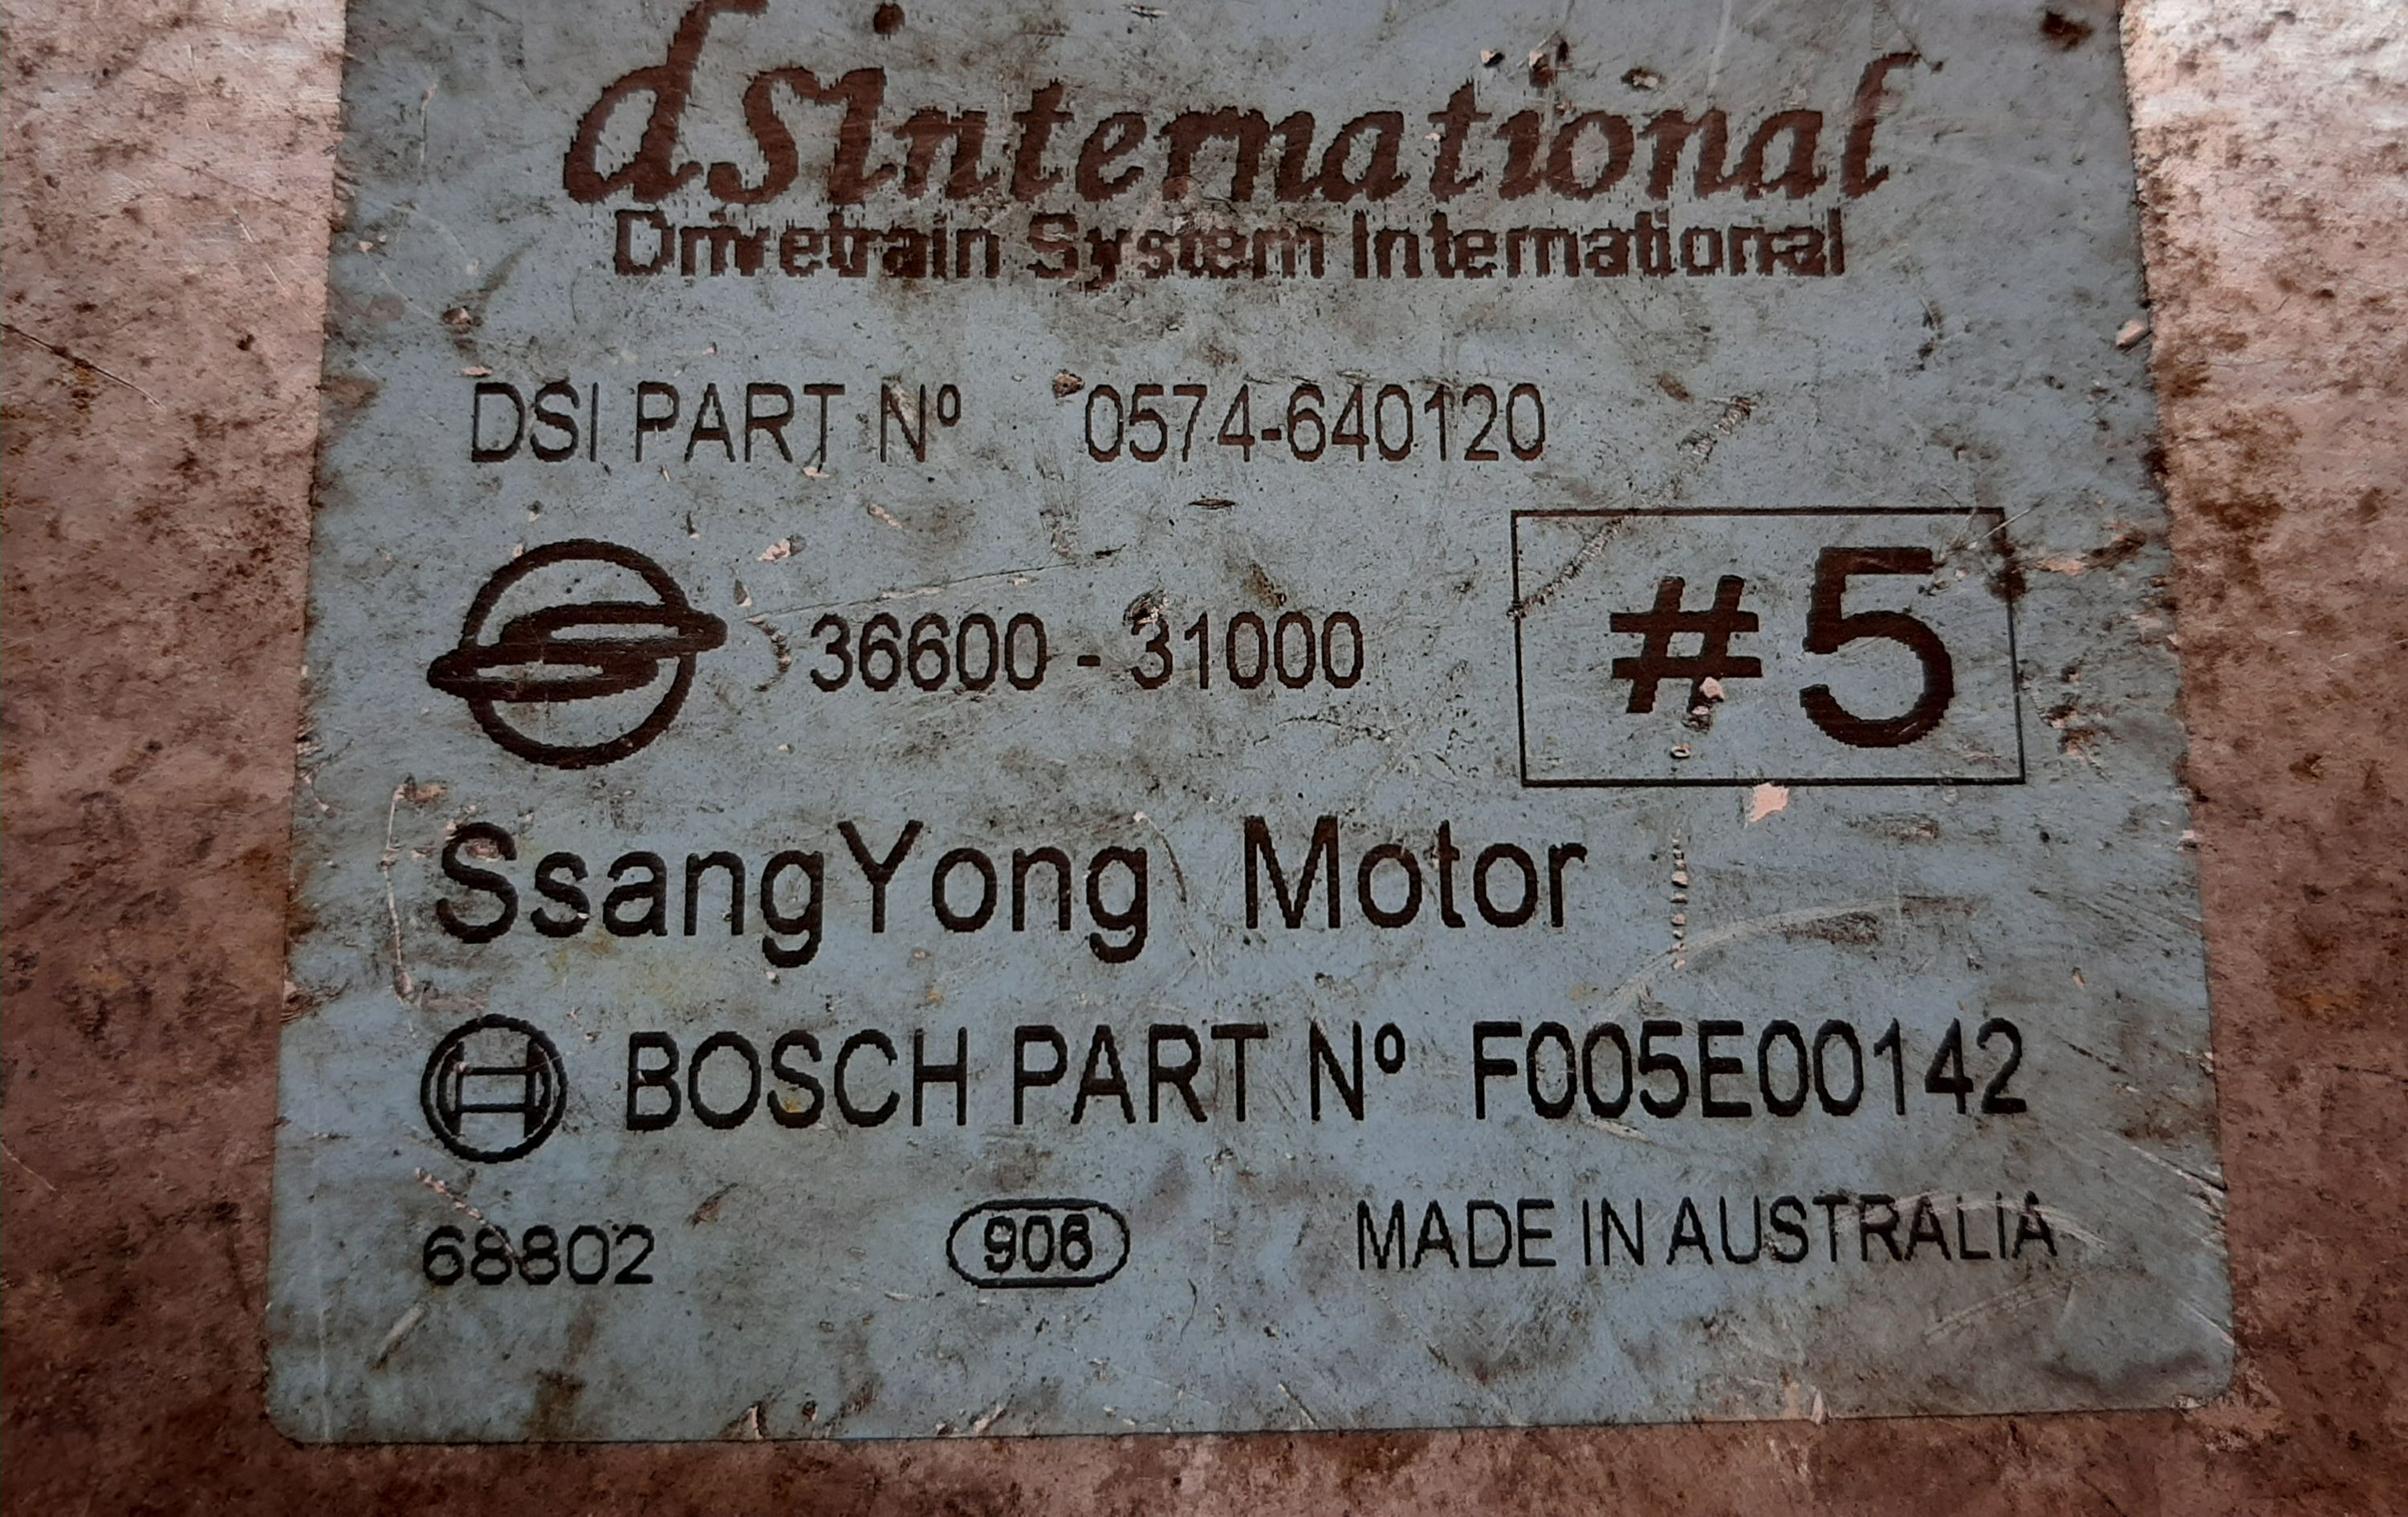 dsinternational
Drivetrain System International
DSI PART Nº 0574-640120
36600 - 31000
#5
SsangYong Motor
BOSCH PART Nº F005E00142
68802 906 MADE IN AUSTRALIA